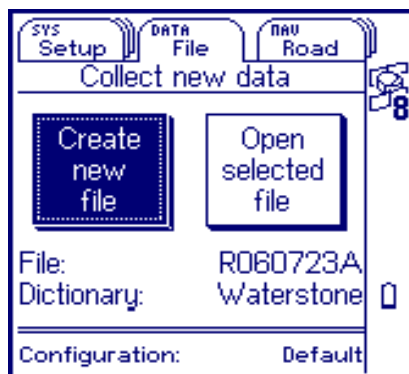 SYS DATA NAV
Setup File Road
Collect new data
8
Create new file
Open selected file
File: R060723A
Dictionary: Waterstone
Configuration: Default